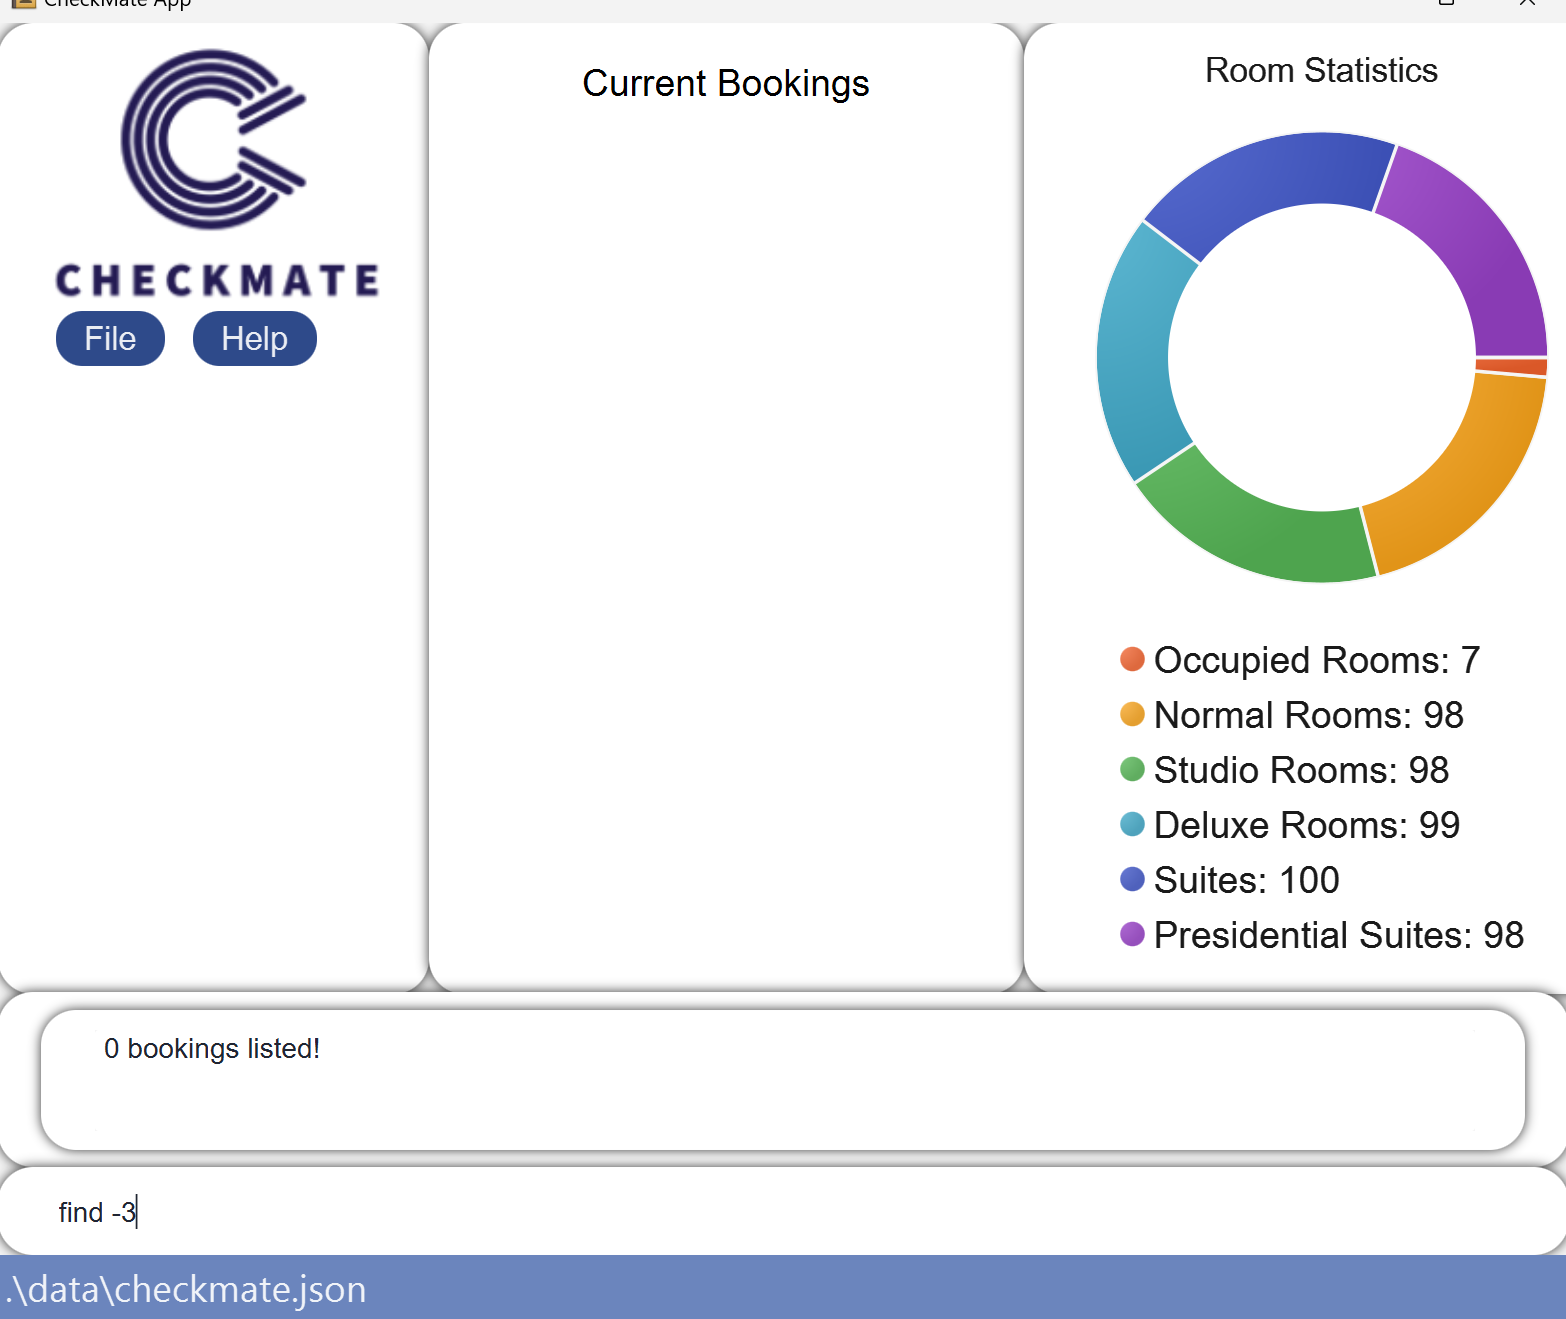 CheckMate App
CHECKMATE
File Help
Current Bookings
Room Statistics
Occupied Rooms: 7
Normal Rooms: 98
Studio Rooms: 98
Deluxe Rooms: 99
Suites: 100
Presidential Suites: 98
0 bookings listed!
find -3
.\data\checkmate.json